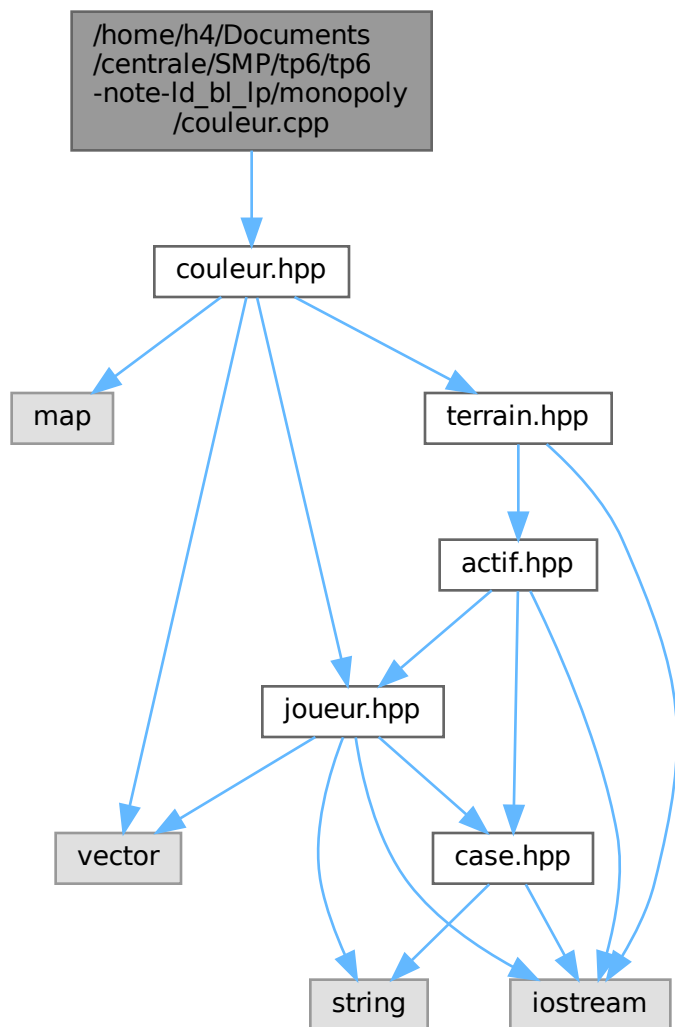 /home/h4/Documents
/centrale/SMP/tp6/tp6
-note-ld_bl_lp/monopoly
/couleur.cpp
couleur.hpp
map
terrain.hpp
actif.hpp
joueur.hpp
vector
case.hpp
string
iostream